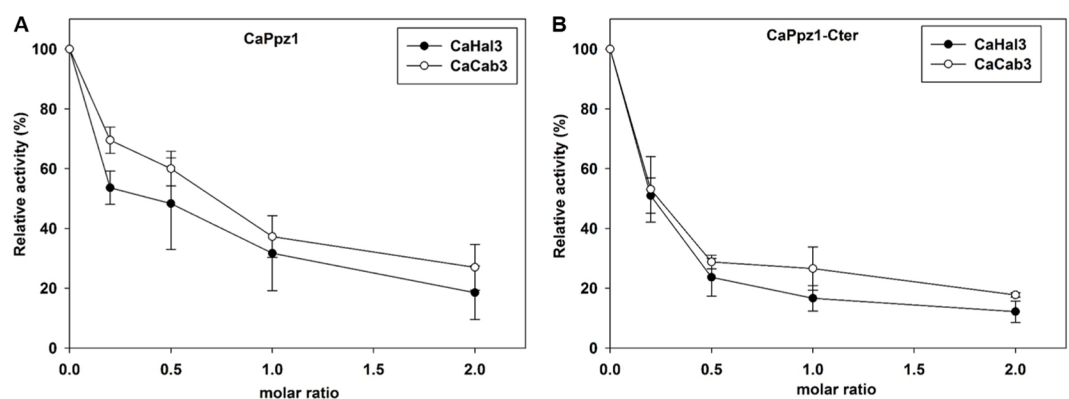 A
CaPpz1
CaHal3
CaCab3
100
80
60
40
20
0
Relative activity (%)
0.0 0.5 1.0 1.5 2.0
molar ratio
B
CaPpz1-Cter
CaHal3
CaCab3
100
80
60
40
20
0
Relative activity (%)
0.0 0.5 1.0 1.5 2.0
molar ratio